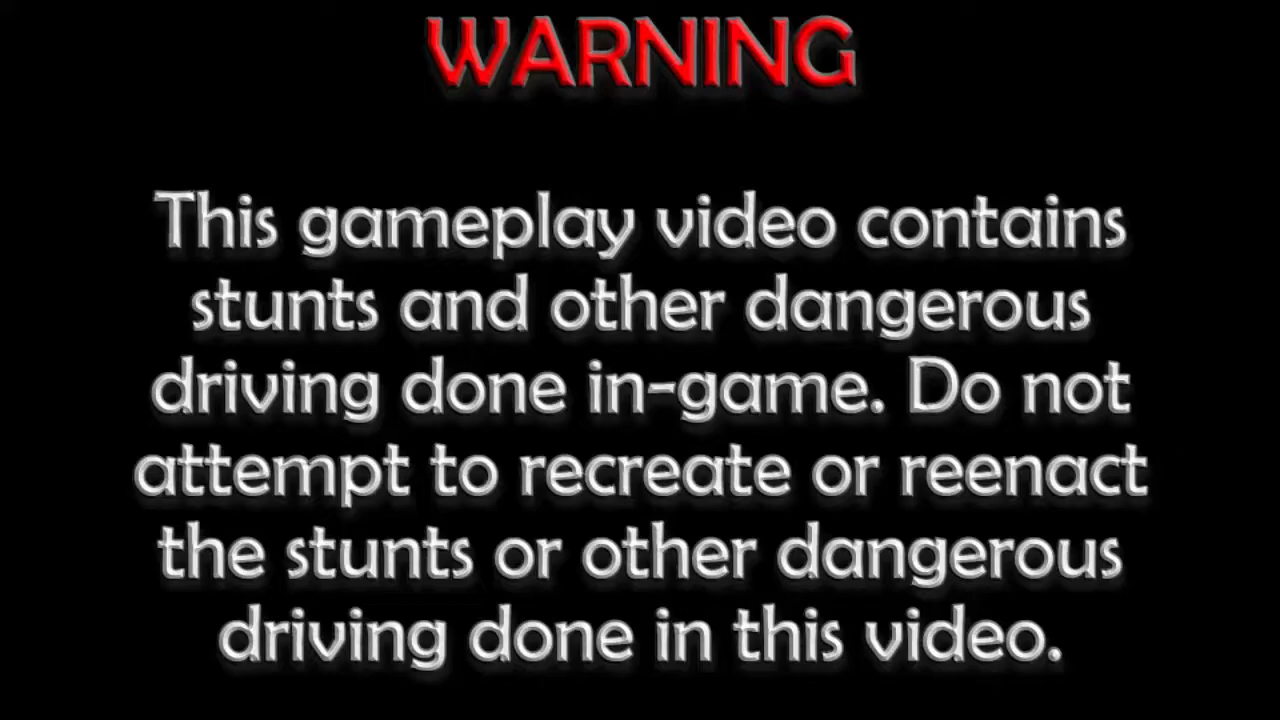 WARNING
This gameplay video contains
stunts and other dangerous
driving done in-game. Do not
attempt to recreate or reenact
the stunts or other dangerous
driving done in this video.